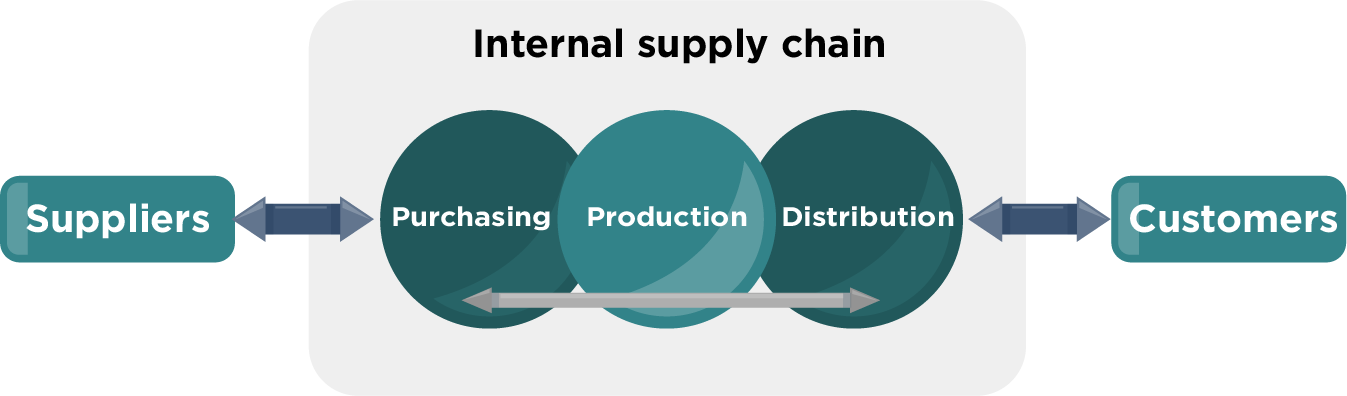 Internal supply chain
Suppliers
Purchasing
Production
Distribution
Customers